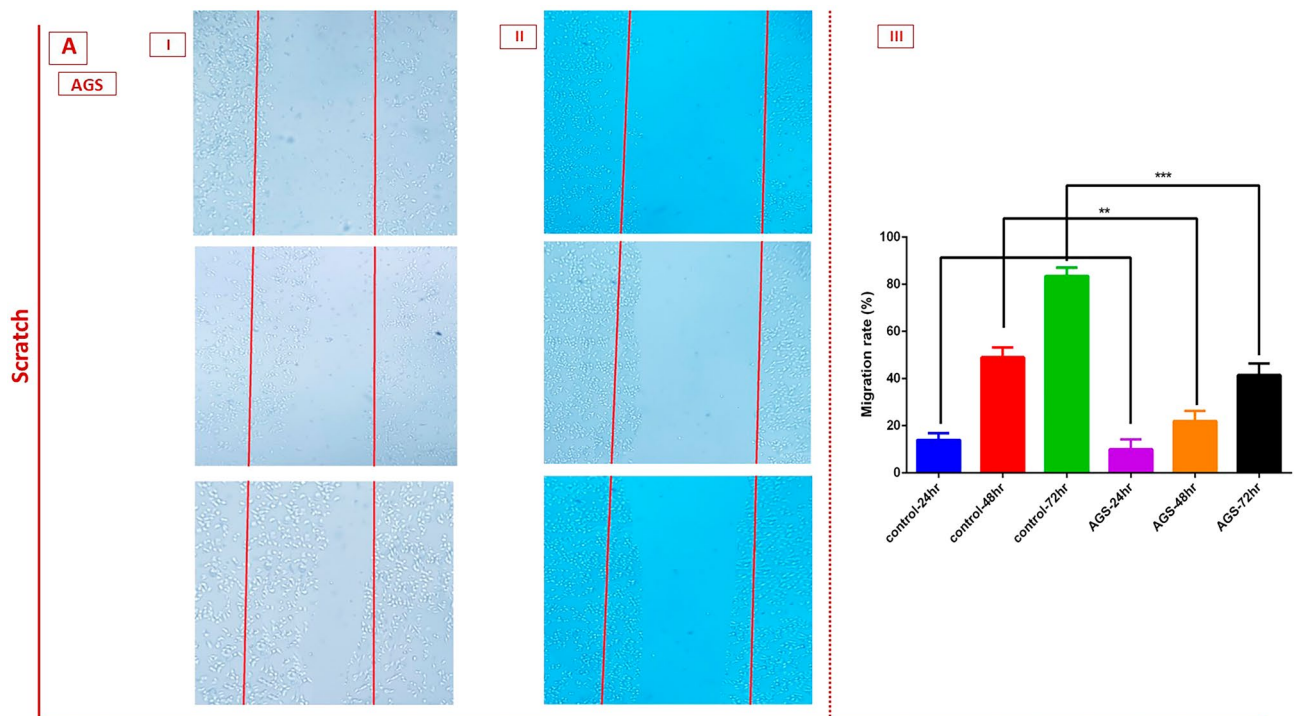 A
AGS
I
II
III
Scratch
***
**
Migration rate (%)
100
80
60
40
20
0
control-24hr
control-48hr
control-72hr
AGS-24hr
AGS-48hr
AGS-72hr